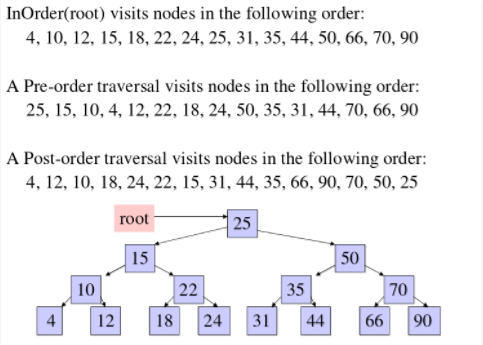 InOrder(root) visits nodes in the following order:
4, 10, 12, 15, 18, 22, 24, 25, 31, 35, 44, 50, 66, 70, 90
A Pre-order traversal visits nodes in the following order:
25, 15, 10, 4, 12, 22, 18, 24, 50, 35, 31, 44, 70, 66, 90
A Post-order traversal visits nodes in the following order:
4, 12, 10, 18, 24, 22, 15, 31, 44, 35, 66, 90, 70, 50, 25
root 25
15 50
10 22 35 70
4 12 18 24 31 44 66 90